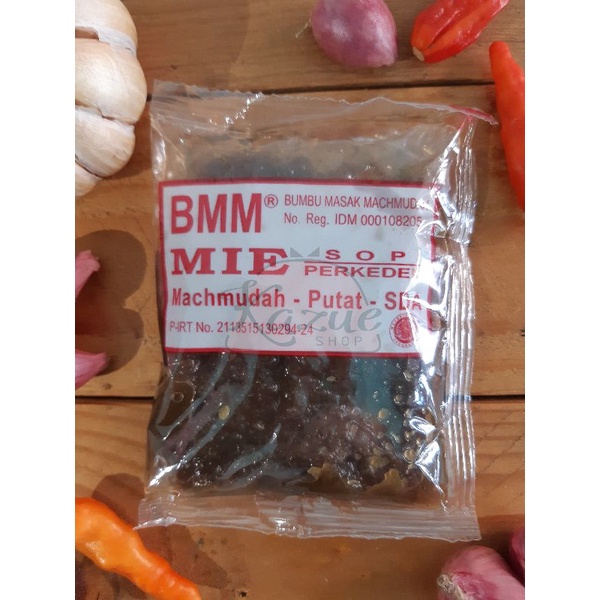 BMM® BUMBU MASAK MACHMUDAH
No. Reg. IDM 000108205
MIE SOP
PERKEDEL
Machmudah - Putat - SDA
P-IRT No. 2113515130294-24
Kazue
SHOP